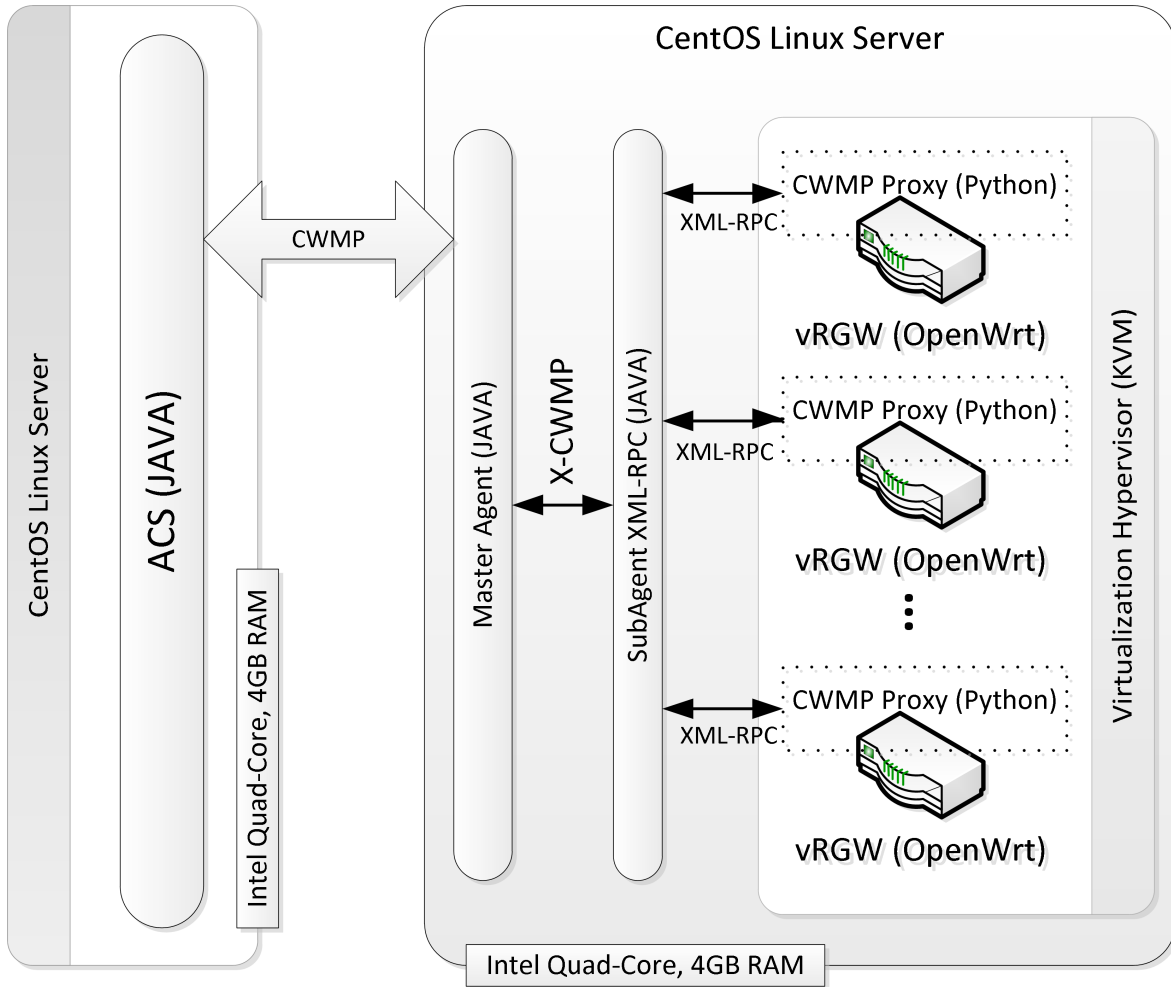 CentOS Linux Server
ACS (JAVA)
Intel Quad-Core, 4GB RAM
CWMP
CentOS Linux Server
Master Agent (JAVA)
X-CWMP
SubAgent XML-RPC (JAVA)
XML-RPC
CWMP Proxy (Python)
vRGW (OpenWrt)
XML-RPC
CWMP Proxy (Python)
vRGW (OpenWrt)
XML-RPC
CWMP Proxy (Python)
vRGW (OpenWrt)
Virtualization Hypervisor (KVM)
Intel Quad-Core, 4GB RAM